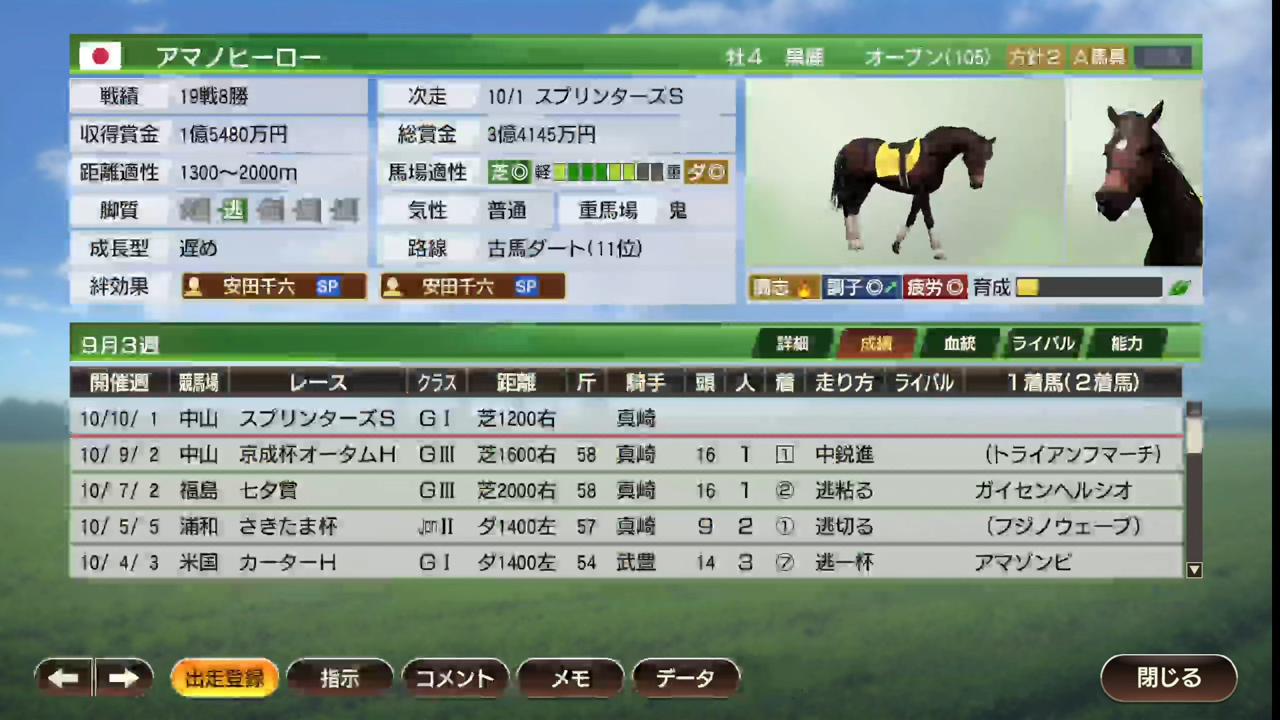 アマノヒーロー 牡4 黒鹿 オープン(105) 方針2 A馬具
戦績 19戦8勝 次走 10/1 スプリンターズS
収得賞金 1億5480万円 総賞金 3億4145万円
距離適性 1300～2000m 馬場適性 芝◎ 軽 重 ダ◎
脚質 逃 気性 普通 重馬場 鬼
成長型 遅め 路線 古馬ダート(11位)
絆効果 安田千六 SP 安田千六 SP 闘志 調子◎ 疲労◎ 育成
9月3週 詳細 成績 血統 ライバル 能力
開催週 競馬場 レース クラス 距離 斤 騎手 頭 人 着 走り方 ライバル 1着馬(2着馬)
10/10/ 1 中山 スプリンターズS GI 芝1200右 真崎
10/ 9/ 2 中山 京成杯オータムH GIII 芝1600右 58 真崎 16 1 1 中鋭進 (トライアンフマーチ)
10/ 7/ 2 福島 七夕賞 GIII 芝2000右 58 真崎 16 1 ② 逃粘る ガイセンヘルシオ
10/ 5/ 5 浦和 さきたま杯 JpnII ダ1400左 57 真崎 9 2 ① 逃切る (フジノウェーブ)
10/ 4/ 3 米国 カーターH GI ダ1400左 54 武豊 14 3 ⑦ 逃一杯 アマゾンビ
出走登録 指示 コメント メモ データ 閉じる